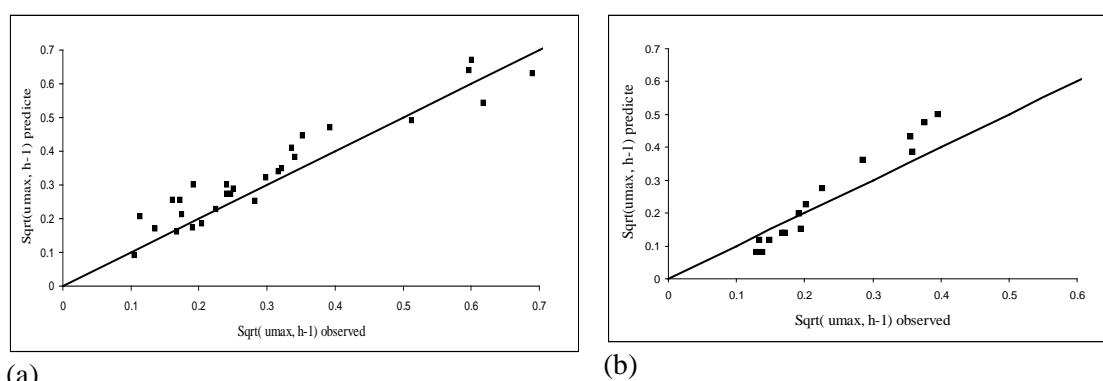 Sqrt(umax, h-1) predicte
0.7
0.6
0.5
0.4
0.3
0.2
0.1
0
0 0.1 0.2 0.3 0.4 0.5 0.6 0.7
Sqrt( umax, h-1) observed
(a)
Sqrt(umax, h-1) predicte
0.7
0.6
0.5
0.4
0.3
0.2
0.1
0
0 0.1 0.2 0.3 0.4 0.5 0.6
Sqrt( umax, h-1) observed
(b)